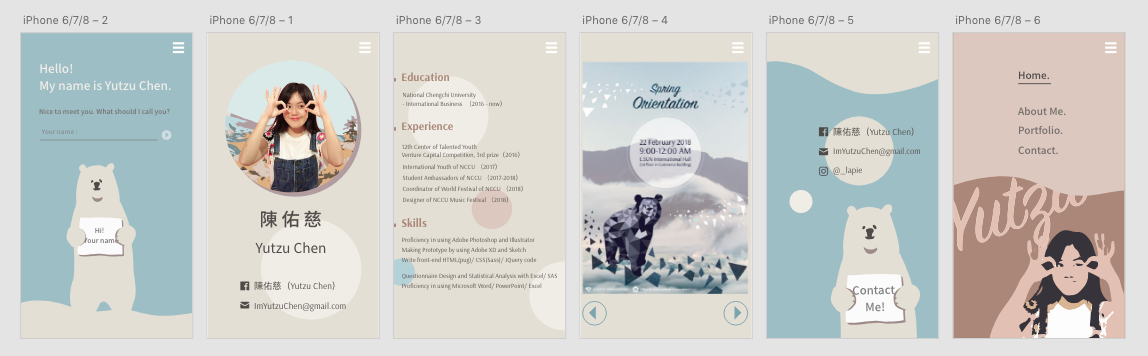 iPhone 6/7/8 – 2
Hello!
My name is Yutzu Chen.
Nice to meet you. What should I call you?
Your name :
Hi!
Your name
iPhone 6/7/8 – 1
陳佑慈
Yutzu Chen
陳佑慈 (Yutzu Chen)
ImYutzuChen@gmail.com
iPhone 6/7/8 – 3
Education
National Chengchi University
- International Business (2016 - now)
Experience
12th Center of Talented Youth
Venture Capital Competition, 3rd prize (2016)
International Youth of NCCU (2017)
Student Ambassadors of NCCU (2017-2018)
Coordinator of World Festival of NCCU (2018)
Designer of NCCU Music Festival (2018)
Skills
Proficiency in using Adobe Photoshop and Illustrator
Making Prototype by using Adobe XD and Sketch
Write front-end HTML(pug)/ CSS(Sass)/ JQuery code
Questionnaire Design and Statistical Analysis with Excel/ SAS
Proficiency in using Microsoft Word/ PowerPoint/ Excel
iPhone 6/7/8 – 4
Spring
Orientation
22 February 2018
9:00-12:00 AM
iPhone 6/7/8 – 5
陳佑慈 (Yutzu Chen)
ImYutzuChen@gmail.com
@_lapie
Contact
Me!
iPhone 6/7/8 – 6
Home.
About Me.
Portfolio.
Contact.
Yutzu